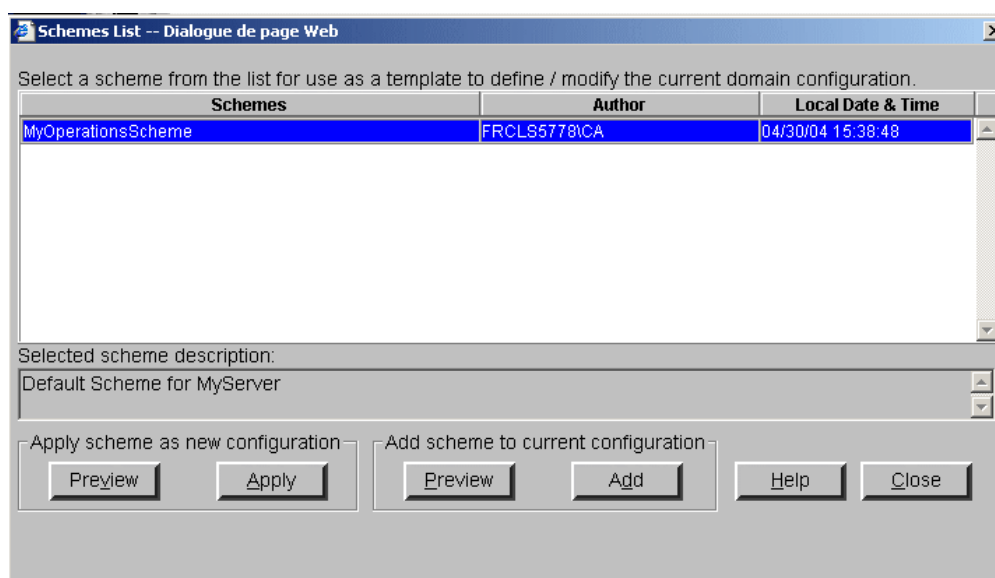 Schemes List -- Dialogue de page Web
Select a scheme from the list for use as a template to define / modify the current domain configuration.
Schemes Author Local Date & Time
MyOperationsScheme FRCLS5778\CA 04/30/04 15:38:48
Selected scheme description:
Default Scheme for MyServer
Apply scheme as new configuration Add scheme to current configuration
Preview Apply Preview Add Help Close